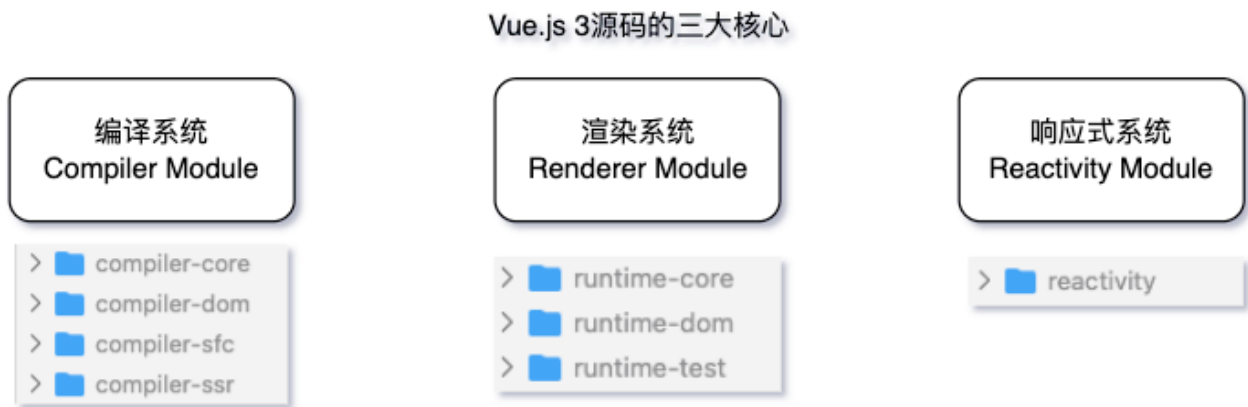 Vue.js 3源码的三大核心
编译系统
Compiler Module
compiler-core
compiler-dom
compiler-sfc
compiler-ssr
渲染系统
Renderer Module
runtime-core
runtime-dom
runtime-test
响应式系统
Reactivity Module
reactivity